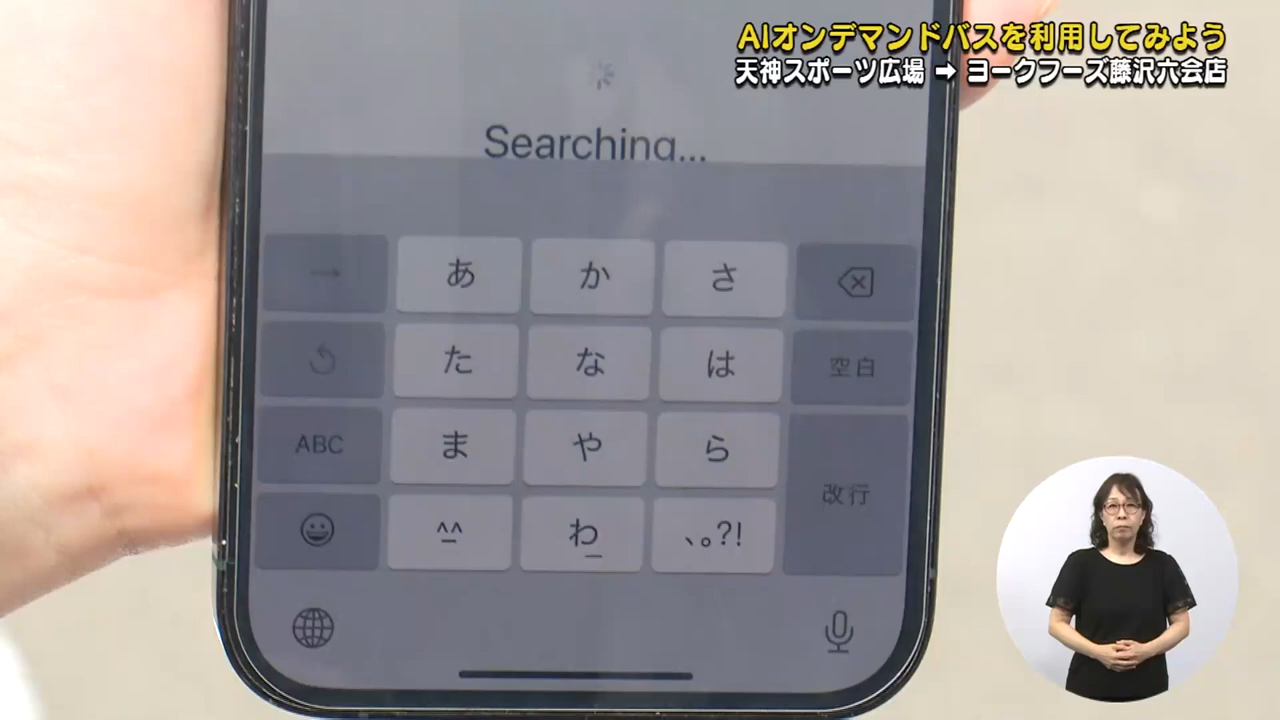 AIオンデマンドバスを利用してみよう
天神スポーツ広場 ➡ ヨークフーズ藤沢六会店
Searching...
→ あ か さ
た な は 空白
ABC ま や ら
改行
^^ わ 、。?!